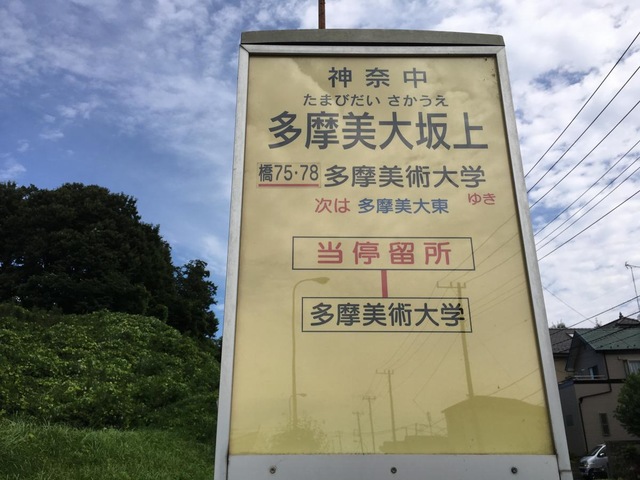 神奈中
たまびだい さかうえ
多摩美大坂上
橋75・78 多摩美術大学
次は 多摩美大東 ゆき
当停留所
多摩美術大学